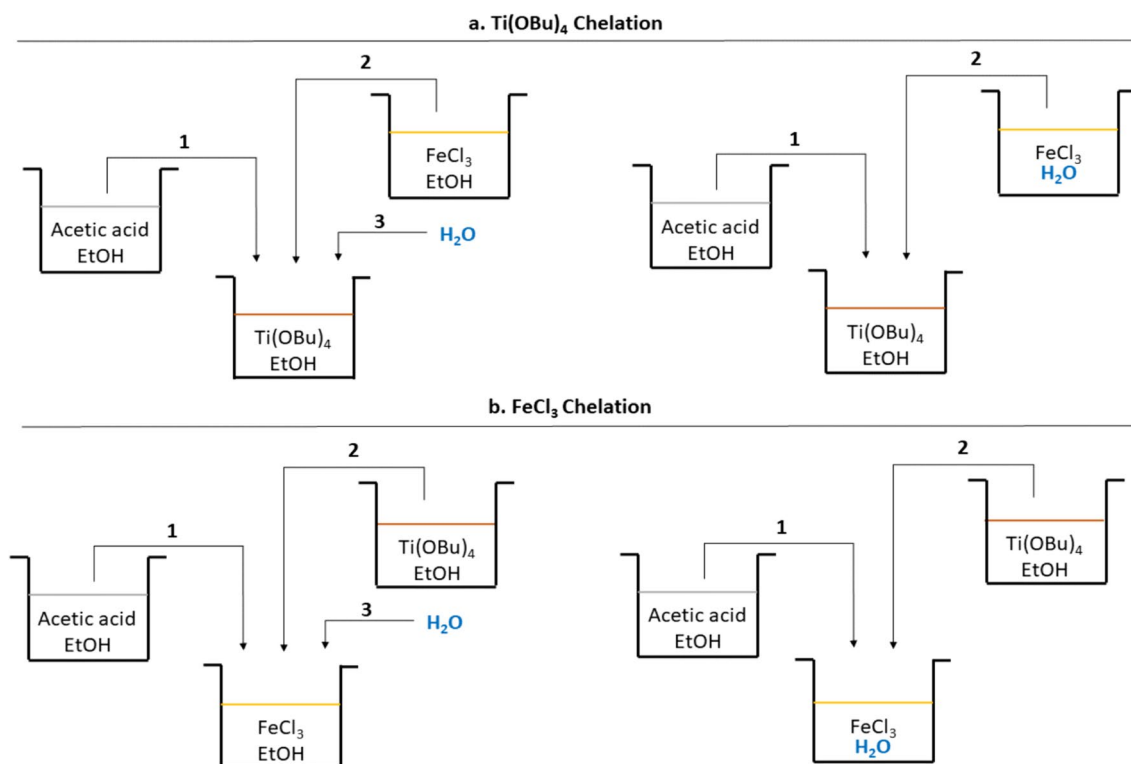 a. Ti(OBu)₄ Chelation
2
1
FeCl₃
EtOH
Acetic acid
EtOH
3
H₂O
Ti(OBu)₄
EtOH
2
1
FeCl₃
H₂O
Acetic acid
EtOH
Ti(OBu)₄
EtOH
b. FeCl₃ Chelation
2
1
Ti(OBu)₄
EtOH
Acetic acid
EtOH
3
H₂O
FeCl₃
EtOH
2
1
Ti(OBu)₄
EtOH
Acetic acid
EtOH
FeCl₃
H₂O